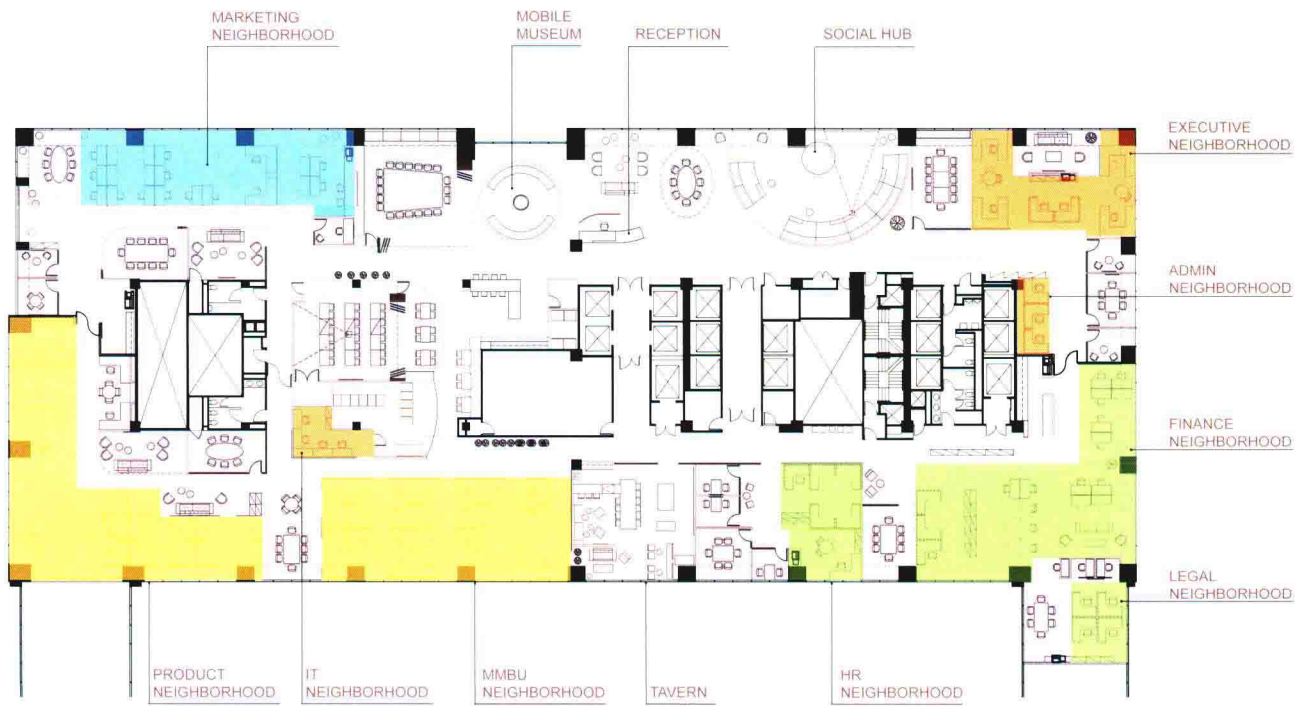 MARKETING
NEIGHBORHOOD
MOBILE
MUSEUM
RECEPTION
SOCIAL HUB
EXECUTIVE
NEIGHBORHOOD
ADMIN
NEIGHBORHOOD
FINANCE
NEIGHBORHOOD
LEGAL
NEIGHBORHOOD
PRODUCT
NEIGHBORHOOD
IT
NEIGHBORHOOD
MMBU
NEIGHBORHOOD
TAVERN
HR
NEIGHBORHOOD